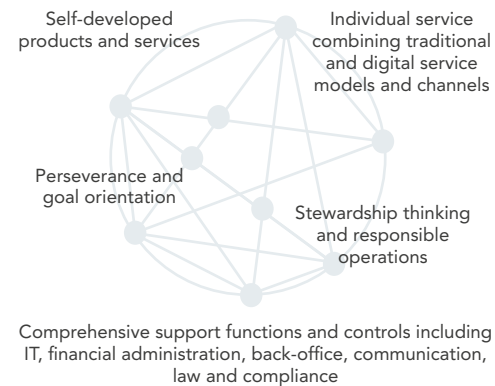 Self-developed
products and services
Individual service
combining traditional
and digital service
models and channels
Perseverance and
goal orientation
Stewardship thinking
and responsible
operations
Comprehensive support functions and controls including
IT, financial administration, back-office, communication,
law and compliance